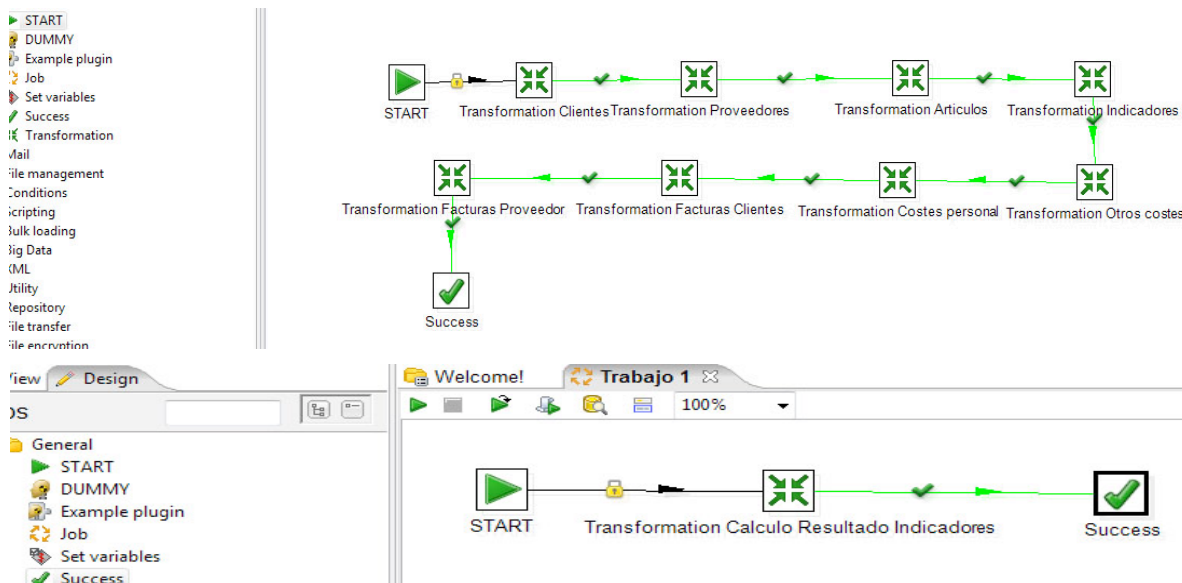 START
DUMMY
Example plugin
Job
Set variables
Success
Transformation
Mail
File management
Conditions
Scripting
Bulk loading
Big Data
XML
Utility
Repository
File transfer
File encryption
START
Transformation Clientes
Transformation Proveedores
Transformation Articulos
Transformation Indicadores
Transformation Facturas Proveedor
Transformation Facturas Clientes
Transformation Costes personal
Transformation Otros costes
Success
View
Design
os
General
START
DUMMY
Example plugin
Job
Set variables
Success
Welcome!
Trabajo 1
100%
START
Transformation Calculo Resultado Indicadores
Success